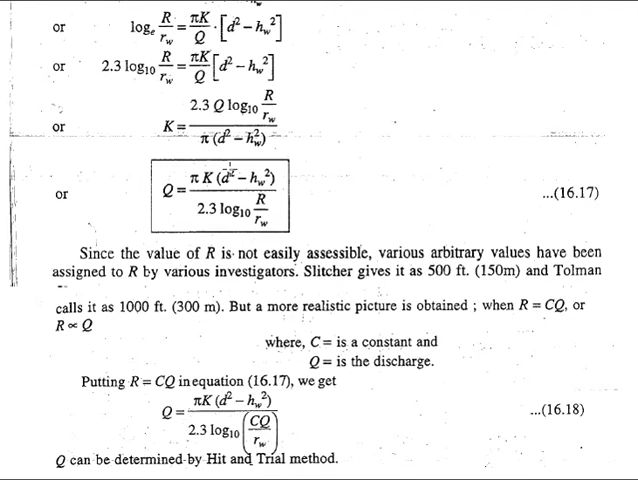 or log_e R/r_w = πK/Q · [d² − h_w²]
or 2.3 log₁₀ R/r_w = πK/Q [d² − h_w²]
or K = 2.3 Q log₁₀ R/r_w / π (d² − h_w²)
or Q = π K (d² − h_w²) / 2.3 log₁₀ R/r_w ...(16.17)
Since the value of R is not easily assessible, various arbitrary values have been
assigned to R by various investigators. Slitcher gives it as 500 ft. (150m) and Tolman
calls it as 1000 ft. (300 m). But a more realistic picture is obtained ; when R = CQ, or
R ∝ Q
where, C = is a constant and
Q = is the discharge.
Putting R = CQ in equation (16.17), we get
Q = πK (d² − h_w²) / 2.3 log₁₀ (CQ/r_w) ...(16.18)
Q can be determined by Hit and Trial method.